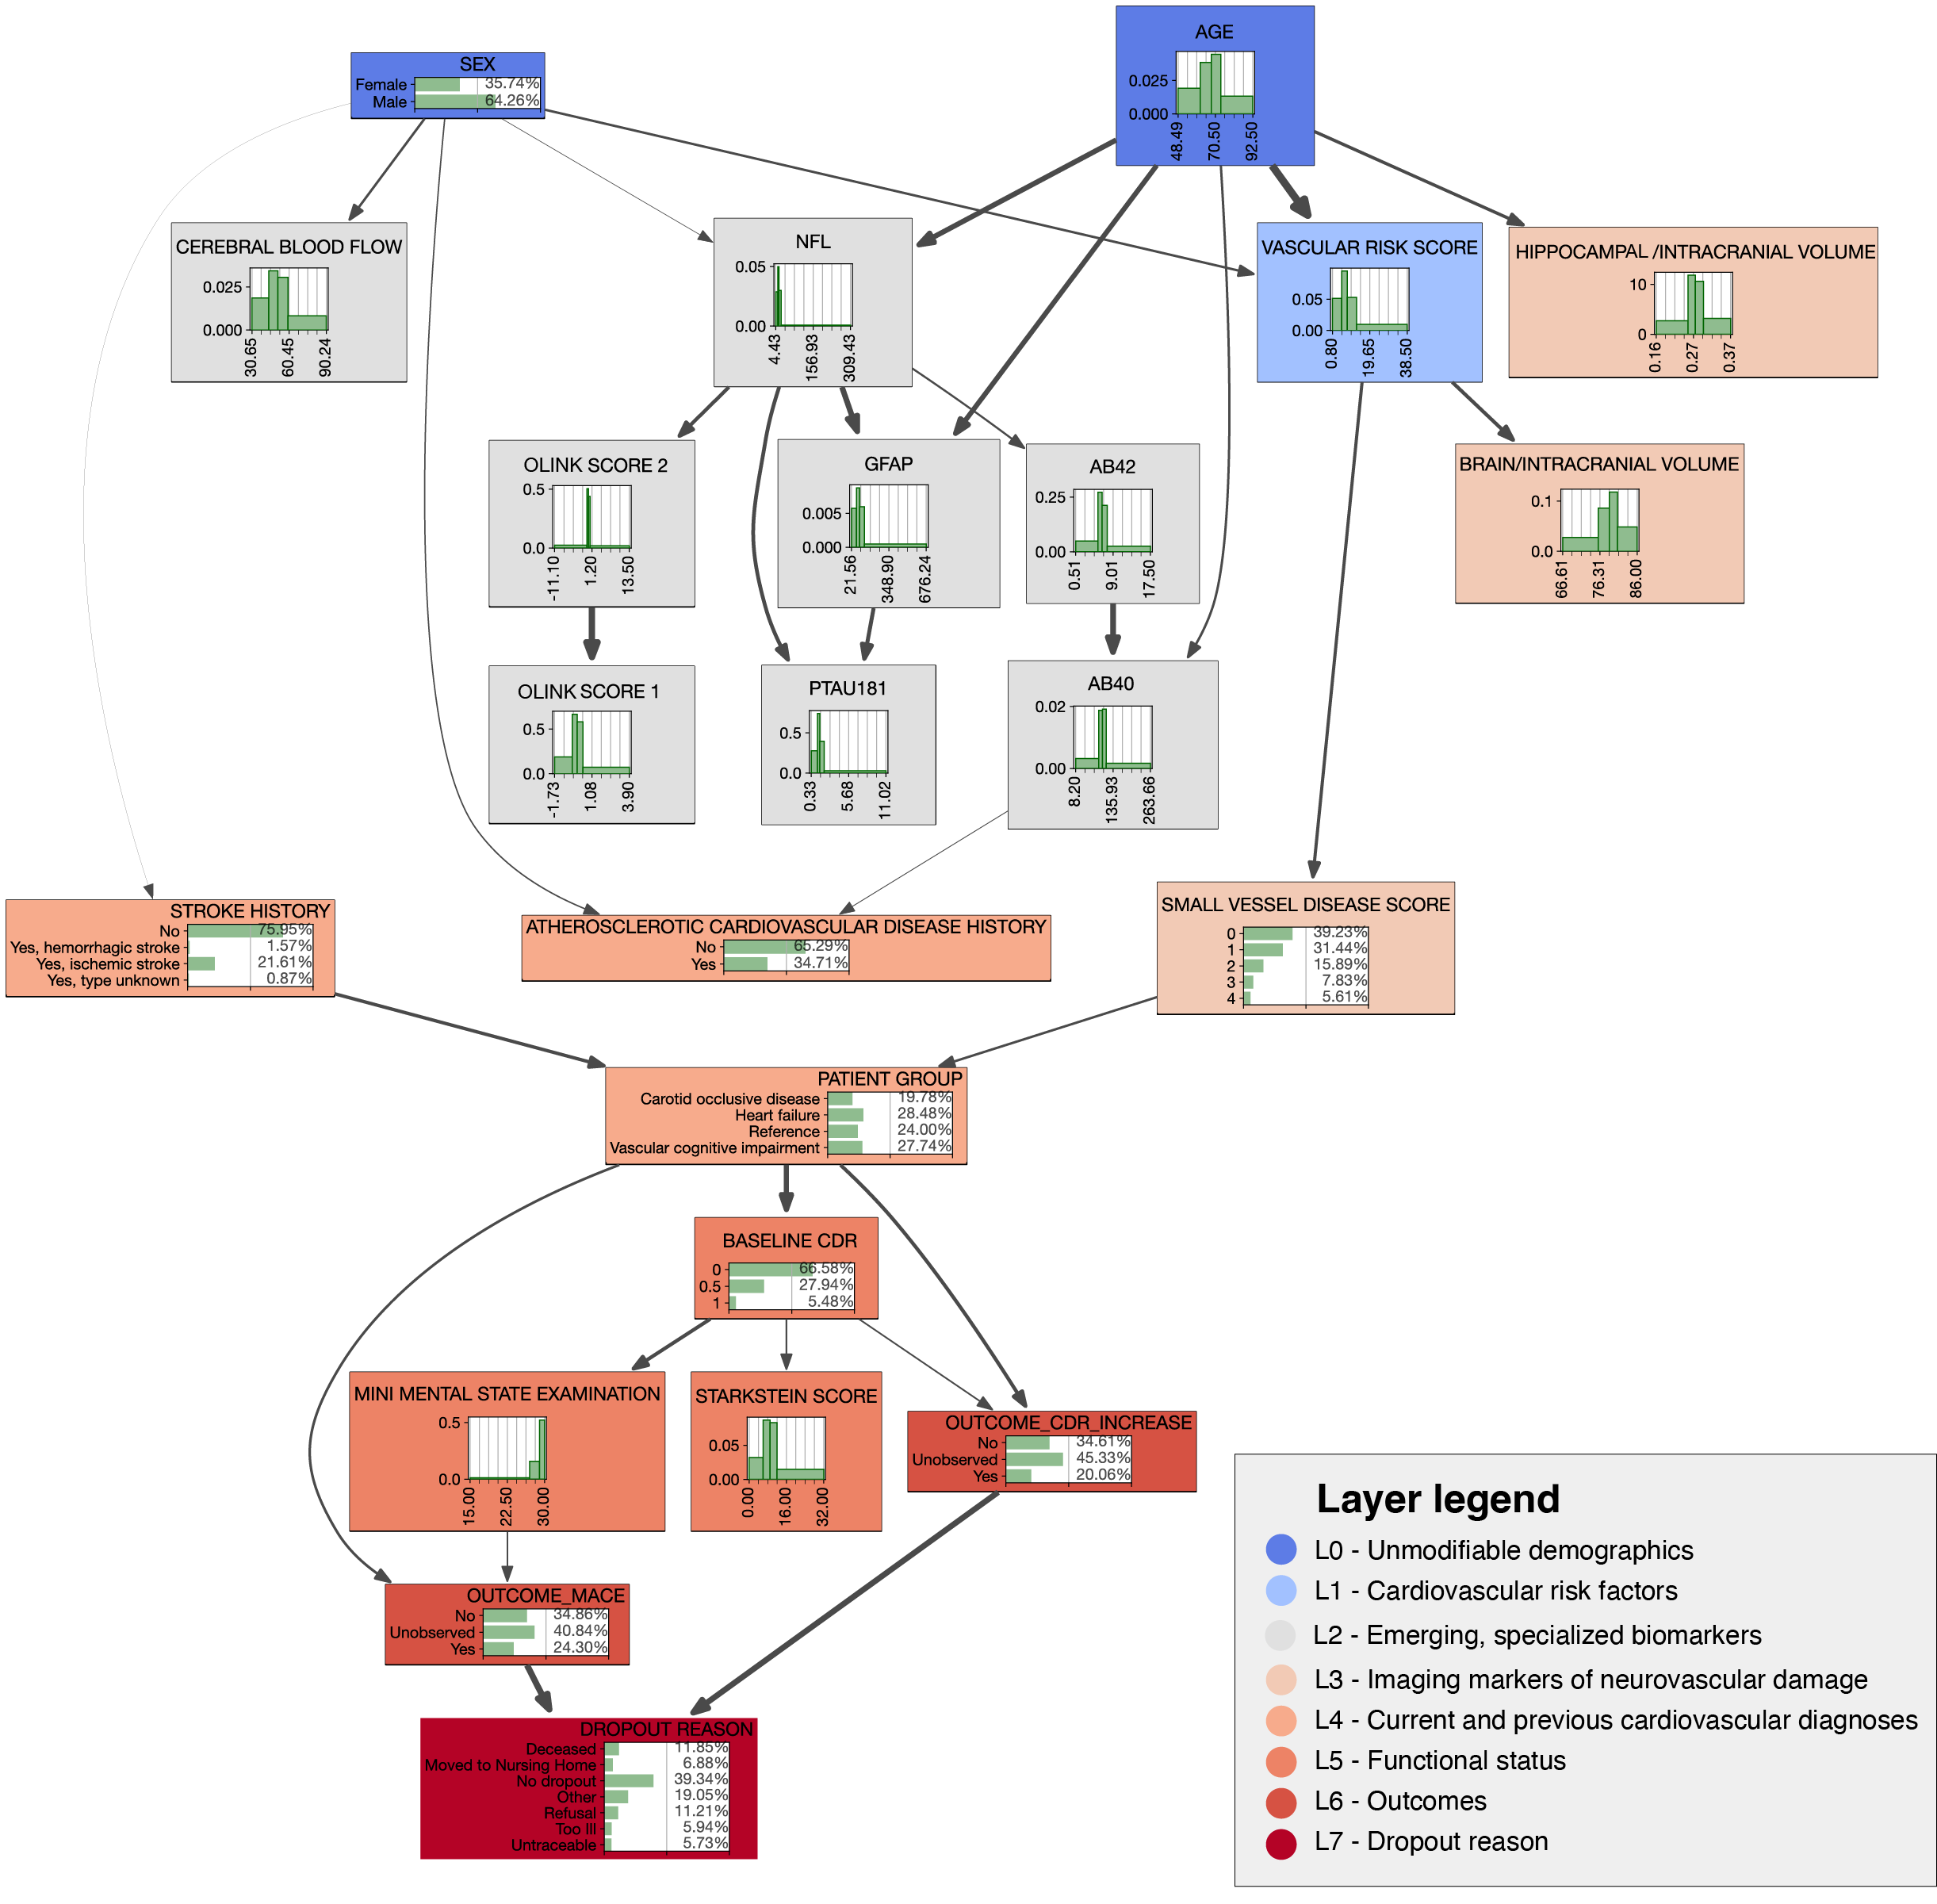 SEX
Female 35.74%
Male 64.26%
AGE
0.025
0.000
48.49 70.50 92.50
CEREBRAL BLOOD FLOW
0.025
0.000
30.65 60.45 90.24
NFL
0.05
0.00
4.43 156.93 309.43
VASCULAR RISK SCORE
0.05
0.00
0.80 19.65 38.50
HIPPOCAMPAL /INTRACRANIAL VOLUME
10
0
0.16 0.27 0.37
OLINK SCORE 2
0.5
0.0
-11.10 1.20 13.50
GFAP
0.005
0.000
21.56 348.90 676.24
AB42
0.25
0.00
0.51 9.01 17.50
BRAIN/INTRACRANIAL VOLUME
0.1
0.0
66.61 76.31 86.00
OLINK SCORE 1
0.5
0.0
-1.73 1.08 3.90
PTAU181
0.5
0.0
0.33 5.68 11.02
AB40
0.02
0.00
8.20 135.93 263.66
STROKE HISTORY
No 75.95%
Yes, hemorrhagic stroke 1.57%
Yes, ischemic stroke 21.61%
Yes, type unknown 0.87%
ATHEROSCLEROTIC CARDIOVASCULAR DISEASE HISTORY
No 65.29%
Yes 34.71%
SMALL VESSEL DISEASE SCORE
0 39.23%
1 31.44%
2 15.89%
3 7.83%
4 5.61%
PATIENT GROUP
Carotid occlusive disease 19.78%
Heart failure 28.48%
Reference 24.00%
Vascular cognitive impairment 27.74%
BASELINE CDR
0 66.58%
0.5 27.94%
1 5.48%
MINI MENTAL STATE EXAMINATION
0.5
0.0
15.00 22.50 30.00
STARKSTEIN SCORE
0.05
0.00
0.00 16.00 32.00
OUTCOME_CDR_INCREASE
No 34.61%
Unobserved 45.33%
Yes 20.06%
OUTCOME_MACE
No 34.86%
Unobserved 40.84%
Yes 24.30%
DROPOUT REASON
Deceased 11.85%
Moved to Nursing Home 6.88%
No dropout 39.34%
Other 19.05%
Refusal 11.21%
Too Ill 5.94%
Untraceable 5.73%
Layer legend
L0 - Unmodifiable demographics
L1 - Cardiovascular risk factors
L2 - Emerging, specialized biomarkers
L3 - Imaging markers of neurovascular damage
L4 - Current and previous cardiovascular diagnoses
L5 - Functional status
L6 - Outcomes
L7 - Dropout reason